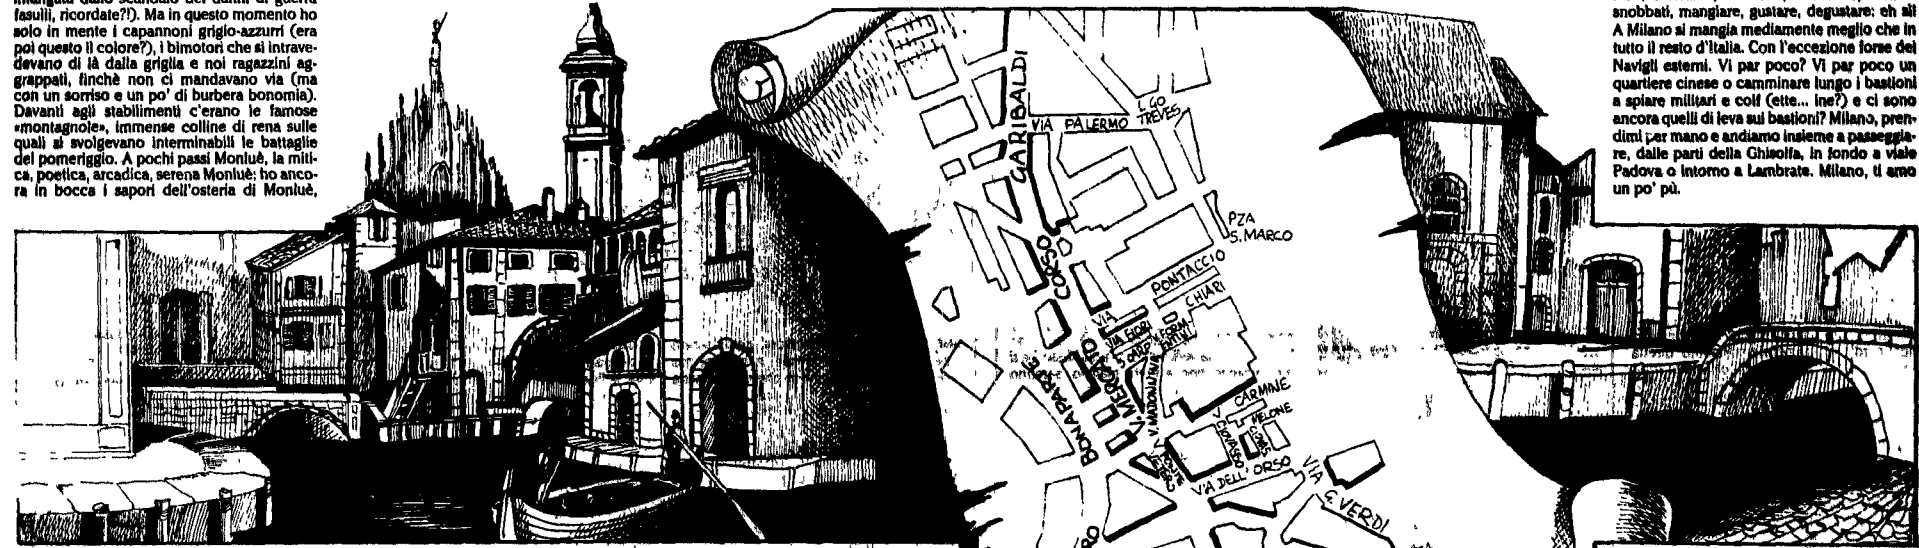 fasulli, ricordate?!). Ma in questo momento ho
solo in mente i capannoni grigio-azzurri (era
poi questo il colore?), i bimotori che si intrave-
devano di là dalla griglia e noi ragazzini ag-
grappati, finchè non ci mandavano via (ma
con un sorriso e un po' di burbera bonomia).
Davanti agli stabilimenti c'erano le famose
«montagnole», immense colline di rena sulle
quali si svolgevano interminabili le battaglie
del pomeriggio. A pochi passi Monluè, la miti-
ca, poetica, arcadica, serena Monluè; ho anco-
ra in bocca i sapori dell'osteria di Monluè,
snobbati, mangiare, gustare, degustare: eh sì!
A Milano si mangia mediamente meglio che in
tutto il resto d'Italia. Con l'eccezione forse dei
Navigli esterni. Vi par poco? Vi par poco un
quartiere cinese o camminare lungo i bastioni
a spiare militari e colf (ette... ine?) e ci sono
ancora quelli di leva sui bastioni? Milano, pren-
dimi per mano e andiamo insieme a passeggia-
re, dalle parti della Ghisolfa, in fondo a viale
Padova o intorno a Lambrate. Milano, ti amo
un po' pù.
GARIBALDI
CORSO
VIA PALERMO
L.GO
TREVES
PZA
S. MARCO
PONTACCIO
VIA
CHIARI
VIA FIORI
BONAPARTE
V. MERCATO
V. MADONNINA
CARMINE
V.
MELONE
CIOVASSO
VIA DELL'ORSO
VIA
G. VERDI